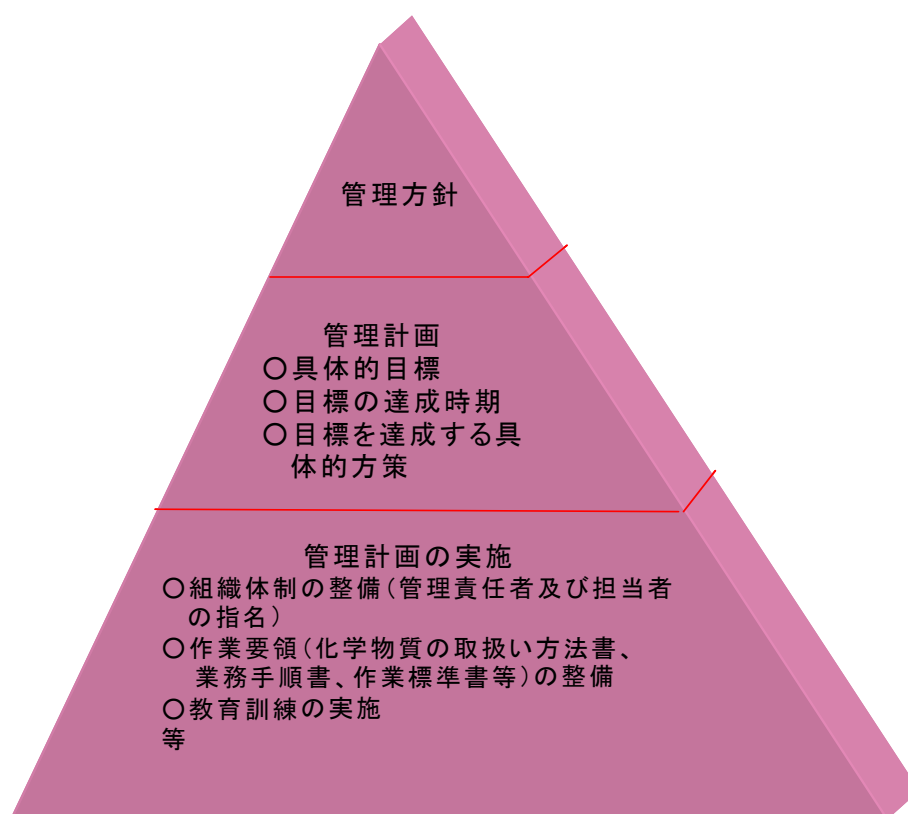 管理方針
管理計画
○具体的目標
○目標の達成時期
○目標を達成する具
体的方策
管理計画の実施
○組織体制の整備(管理責任者及び担当者
の指名)
○作業要領(化学物質の取扱い方法書、
業務手順書、作業標準書等)の整備
○教育訓練の実施
等